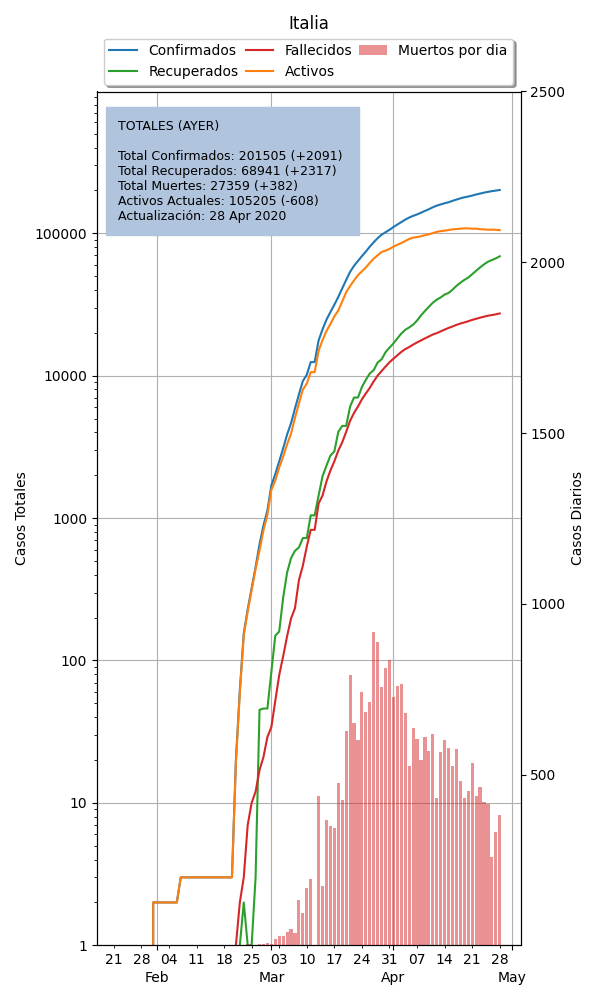 Italia
Confirmados
Recuperados
Fallecidos
Activos
Muertos por dia
TOTALES (AYER)
Total Confirmados: 201505 (+2091)
Total Recuperados: 68941 (+2317)
Total Muertes: 27359 (+382)
Activos Actuales: 105205 (-608)
Actualización: 28 Apr 2020
Casos Totales
100000
10000
1000
100
10
1
Casos Diarios
2500
2000
1500
1000
500
21 28 04 11 18 25 03 10 17 24 31 07 14 21 28
Feb Mar Apr May